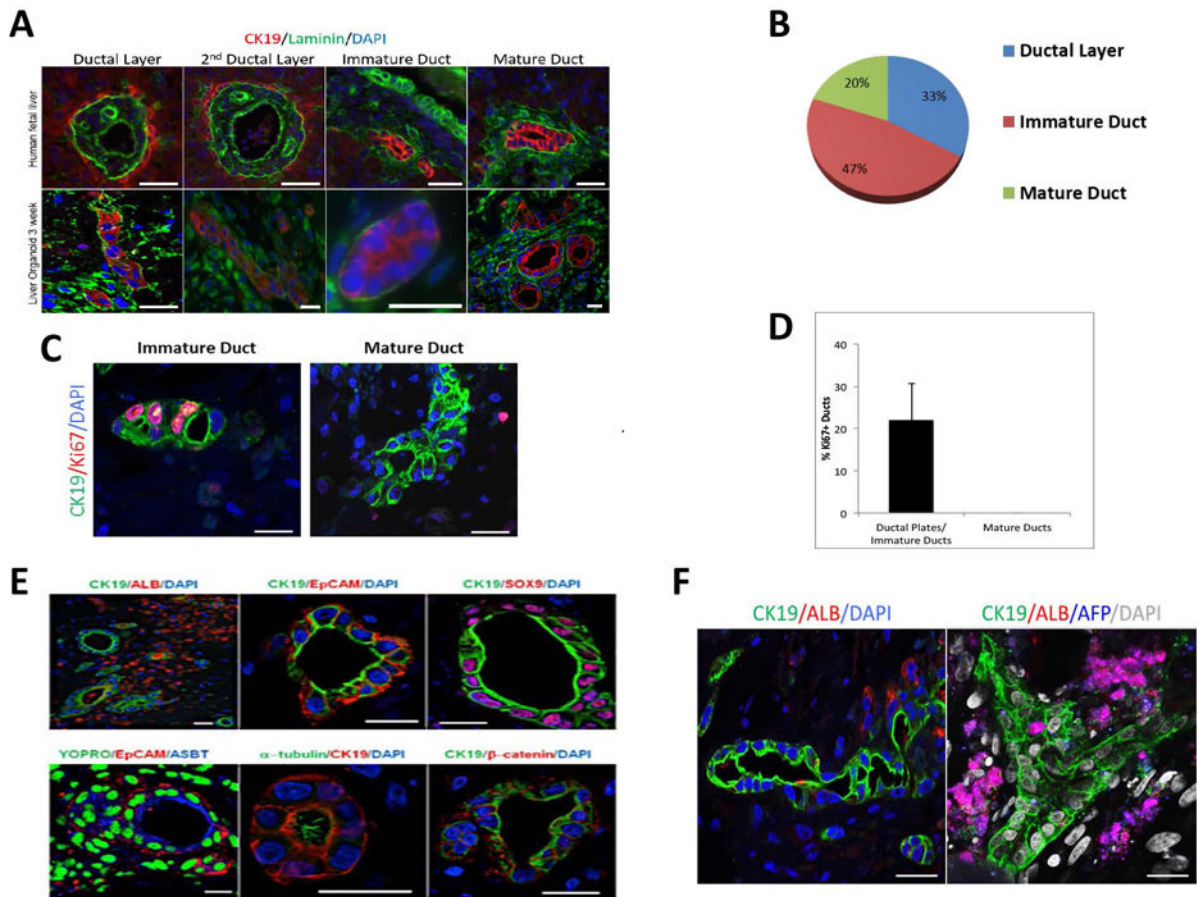 A
CK19/Laminin/DAPI
Ductal Layer
2nd Ductal Layer
Immature Duct
Mature Duct
Human fetal liver
Liver Organoid 3 week
B
20%
33%
47%
Ductal Layer
Immature Duct
Mature Duct
C
Immature Duct
Mature Duct
CK19/Ki67/DAPI
D
% Ki67+ Ducts
40
30
20
10
0
Ductal Plates/
Immature Ducts
Mature Ducts
E
CK19/ALB/DAPI
CK19/EpCAM/DAPI
CK19/SOX9/DAPI
YOPRO/EpCAM/ASBT
α-tubulin/CK19/DAPI
CK19/β-catenin/DAPI
F
CK19/ALB/DAPI
CK19/ALB/AFP/DAPI